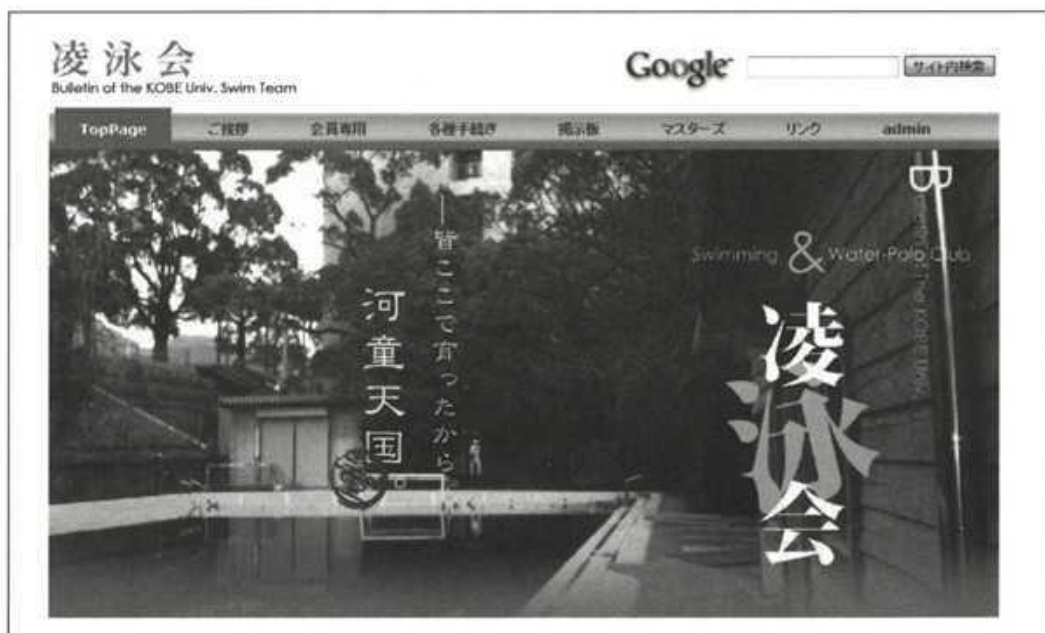 凌泳会
Bulletin of the KOBE Univ. Swim Team
Google
サイト内検索
TopPage ご挨拶 会員専用 各種手続き 掲示板 マスターズ リンク admin
―皆ここで育ったから。
河童天国。
Swimming & Water-Polo Club
凌泳会